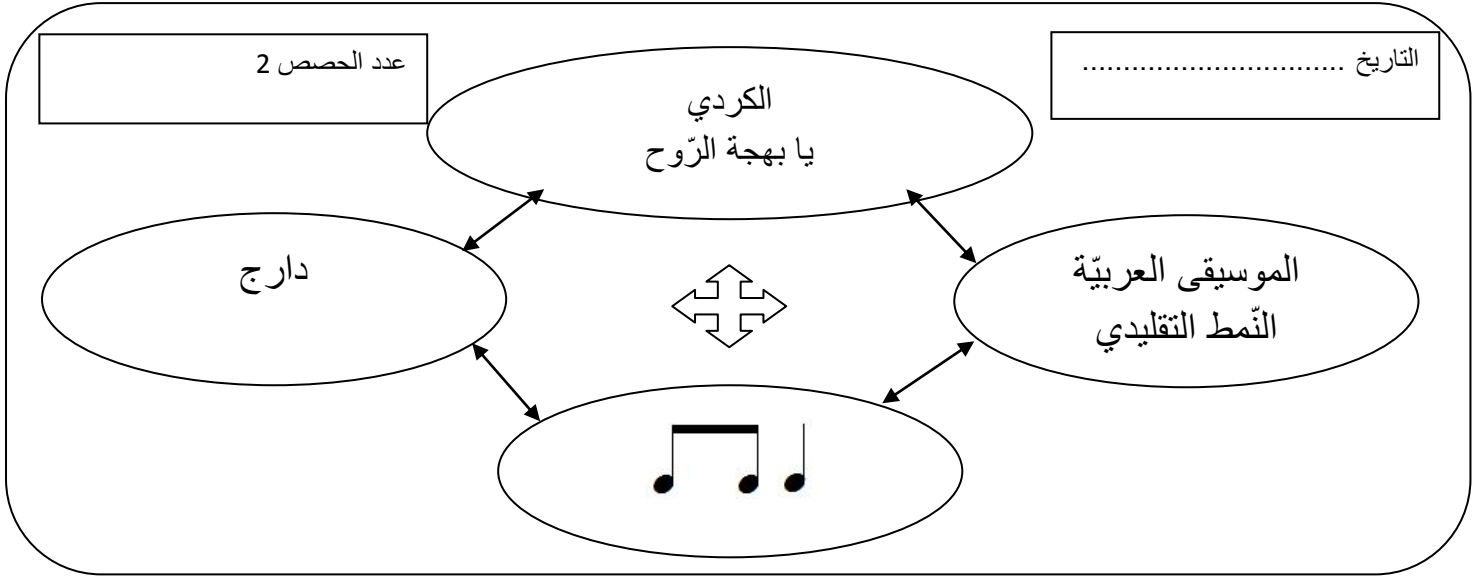 التاريخ ................................
عدد الحصص 2
الكردي
يا بهجة الرّوح
الموسيقى العربيّة
النّمط التقليدي
دارج